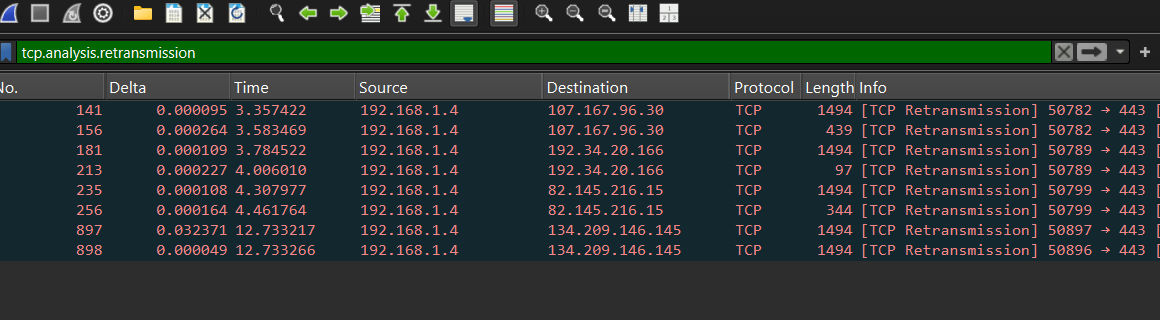 tcp.analysis.retransmission
No. Delta Time Source Destination Protocol Length Info
141 0.000095 3.357422 192.168.1.4 107.167.96.30 TCP 1494 [TCP Retransmission] 50782 → 443 [
156 0.000264 3.583469 192.168.1.4 107.167.96.30 TCP 439 [TCP Retransmission] 50782 → 443 [
181 0.000109 3.784522 192.168.1.4 192.34.20.166 TCP 1494 [TCP Retransmission] 50789 → 443 [
213 0.000227 4.006010 192.168.1.4 192.34.20.166 TCP 97 [TCP Retransmission] 50789 → 443 [
235 0.000108 4.307977 192.168.1.4 82.145.216.15 TCP 1494 [TCP Retransmission] 50799 → 443 [
256 0.000164 4.461764 192.168.1.4 82.145.216.15 TCP 344 [TCP Retransmission] 50799 → 443 [
897 0.032371 12.733217 192.168.1.4 134.209.146.145 TCP 1494 [TCP Retransmission] 50897 → 443 [
898 0.000049 12.733266 192.168.1.4 134.209.146.145 TCP 1494 [TCP Retransmission] 50896 → 443 [